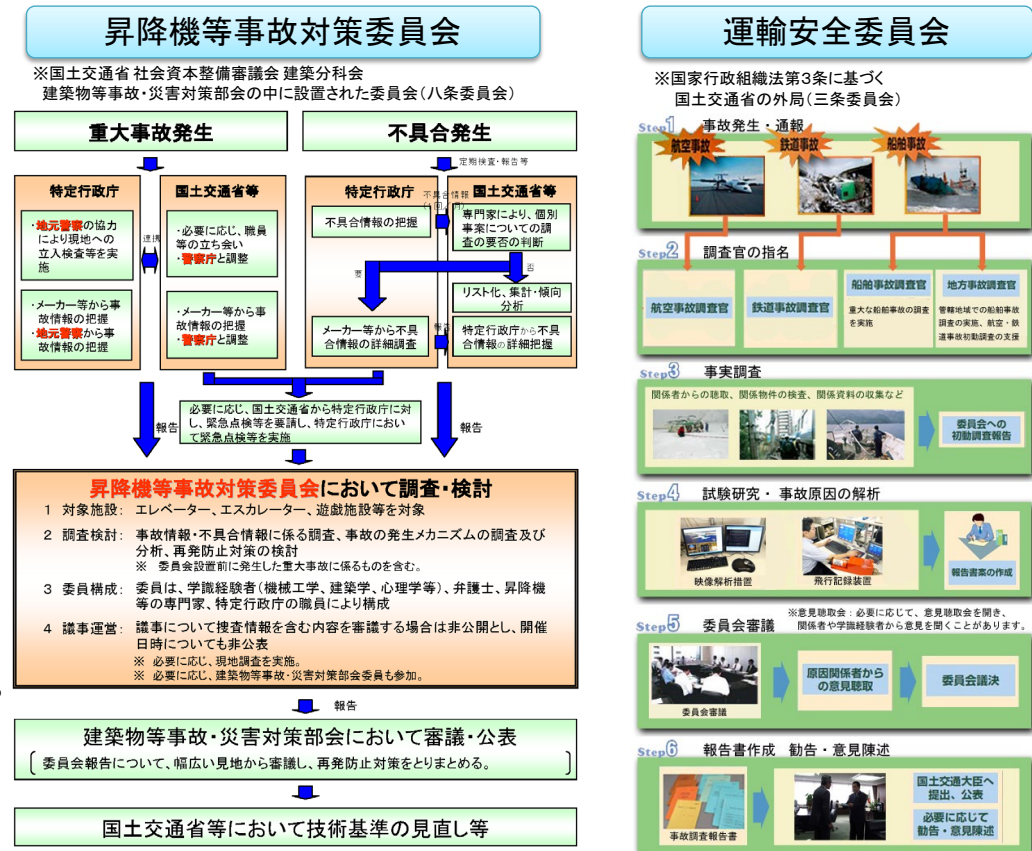 昇降機等事故対策委員会
※国土交通省 社会資本整備審議会 建築分科会
建築物等事故・災害対策部会の中に設置された委員会(八条委員会)
重大事故発生
不具合発生
定期検査・報告等
特定行政庁
国土交通省等
・地元警察の協力
により現地への
立入検査等を実
施
連携
・必要に応じ、職員
等の立ち会い
・警察庁と調整
・メーカー等から事
故情報の把握
・地元警察から事
故情報の把握
・メーカー等から事
故情報の把握
・警察庁と調整
特定行政庁
不具合情報
国土交通省等
不具合情報の把握
専門家により、個別
事案についての調
査の要否の判断
要
否
リスト化、集計・傾向
分析
メーカー等から不具
合情報の詳細調査
報告
特定行政庁から不具
合情報の詳細把握
報告
必要に応じ、国土交通省から特定行政庁に対
し、緊急点検等を要請し、特定行政庁におい
て緊急点検等を実施
報告
昇降機等事故対策委員会において調査・検討
1 対象施設: エレベーター、エスカレーター、遊戯施設等を対象
2 調査検討: 事故情報・不具合情報に係る調査、事故の発生メカニズムの調査及び
分析、再発防止対策の検討
※ 委員会設置前に発生した重大事故に係るものを含む。
3 委員構成: 委員は、学識経験者(機械工学、建築学、心理学等)、弁護士、昇降機
等の専門家、特定行政庁の職員により構成
4 議事運営: 議事について捜査情報を含む内容を審議する場合は非公開とし、開催
日時についても非公表
※ 必要に応じ、現地調査を実施。
※ 必要に応じ、建築物等事故・災害対策部会委員も参加。
報告
建築物等事故・災害対策部会において審議・公表
〔 委員会報告について、幅広い見地から審議し、再発防止対策をとりまとめる。 〕
国土交通省等において技術基準の見直し等
運輸安全委員会
※国家行政組織法第3条に基づく
国土交通省の外局(三条委員会)
Step1 事故発生・通報
航空事故
鉄道事故
船舶事故
Step2 調査官の指名
航空事故調査官
鉄道事故調査官
船舶事故調査官
重大な船舶事故の調査
を実施
地方事故調査官
管轄地域での船舶事故
調査の実施、航空・鉄
道事故初動調査の支援
Step3 事実調査
関係者からの聴取、関係物件の検査、関係資料の収集など
委員会への
初動調査報告
Step4 試験研究・ 事故原因の解析
映像解析措置
飛行記録装置
報告書案の作成
Step5 委員会審議
※意見聴取会:必要に応じて、意見聴取会を開き、
関係者や学識経験者から意見を聞くことがあります。
委員会審議
原因関係者から
の意見聴取
委員会議決
Step6 報告書作成 勧告・意見陳述
事故調査報告書
国土交通大臣へ
提出、公表
必要に応じて
勧告・意見陳述